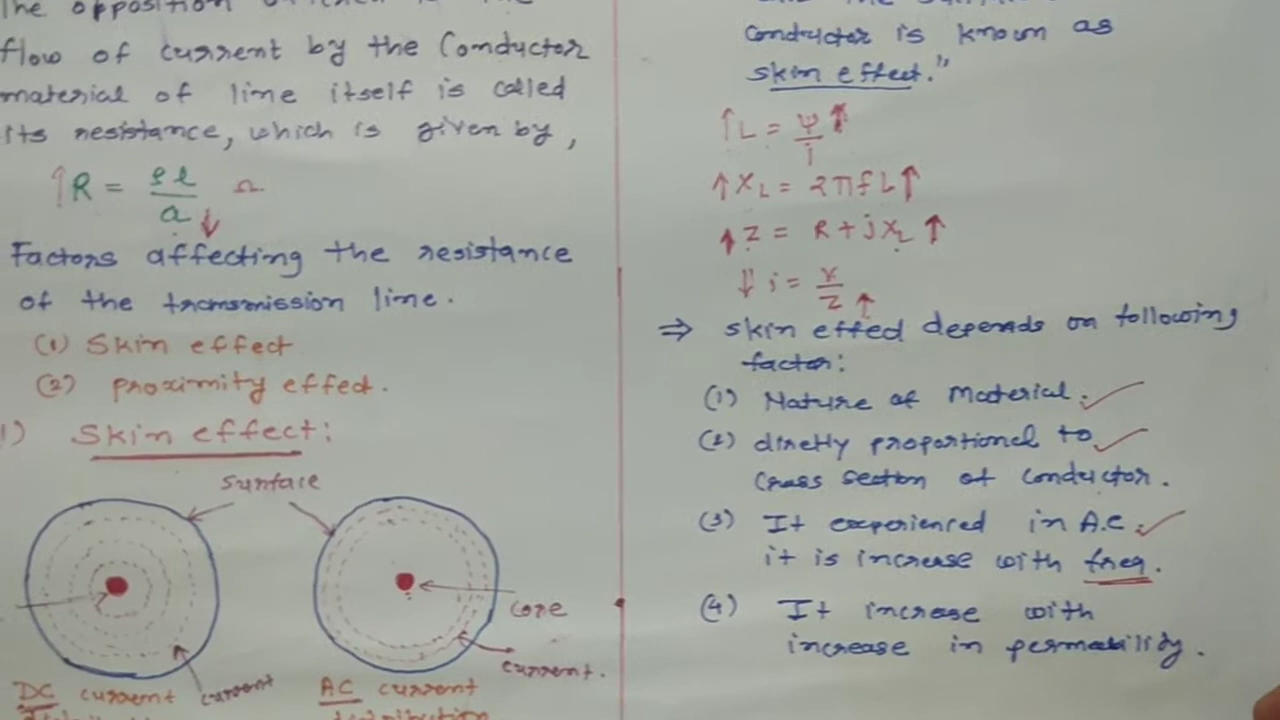 The opposition
flow of current by the Conductor
material of line itself is called
its resistance, which is given by,
↑R = ρl/a↓ Ω
Factors affecting the resistance
of the transmission line.
(1) Skin effect
(2) Proximity effect.
1) Skin effect:
Surface
core
current
current.
DC current
AC current
distribution
conductor is known as
skin effect."
↑L = ψ/i ↑
↑XL = 2πfL↑
↑Z = R + jXL ↑
↓i = V/Z ↑
⇒ skin effect depends on following
factor:
(1) Nature of Material. ✓
(2) diretly proportional to ✓
cross section of conductor.
(3) It experienced in A.C. ✓
it is increase with freq.
(4) It increase with
increase in permeability.